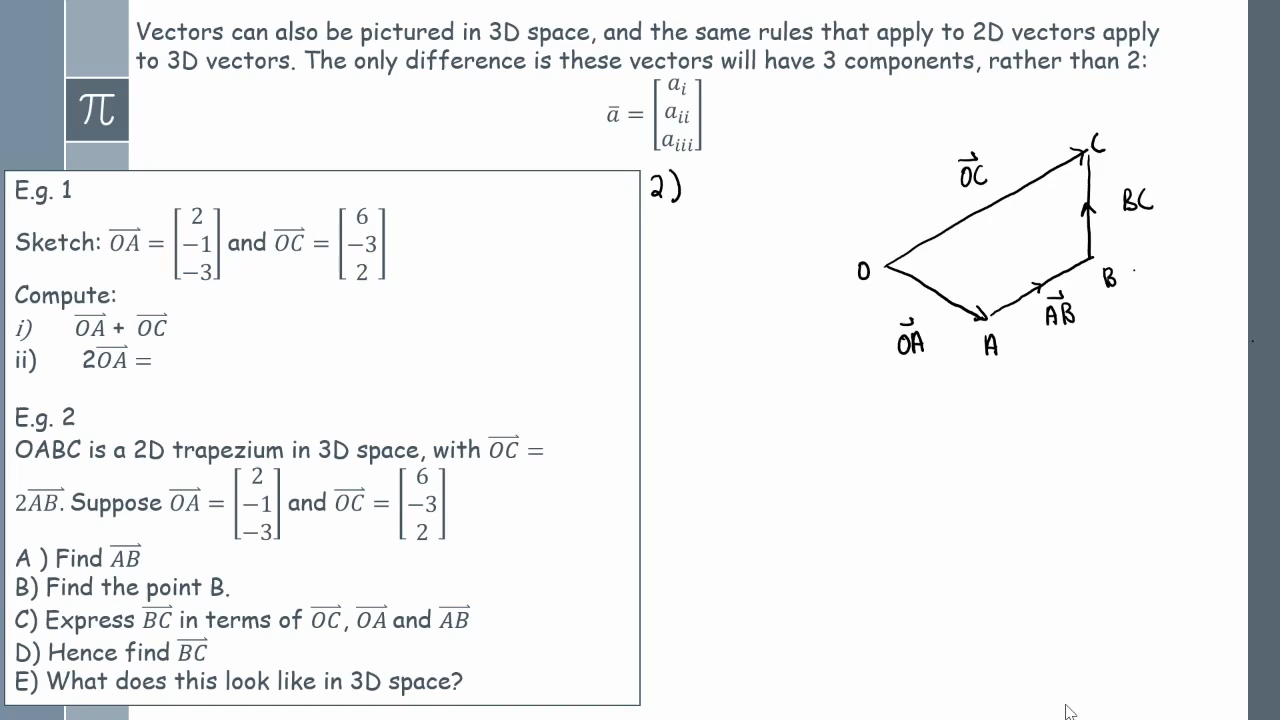 Vectors can also be pictured in 3D space, and the same rules that apply to 2D vectors apply
to 3D vectors. The only difference is these vectors will have 3 components, rather than 2:
π
ā = [a_i
a_ii
a_iii]
E.g. 1
Sketch: →OA = [2 −1 −3] and →OC = [6 −3 2]
Compute:
i) →OA + →OC
ii) 2→OA =
E.g. 2
OABC is a 2D trapezium in 3D space, with →OC =
2→AB. Suppose →OA = [2 −1 −3] and →OC = [6 −3 2]
A ) Find →AB
B) Find the point B.
C) Express →BC in terms of →OC, →OA and →AB
D) Hence find →BC
E) What does this look like in 3D space?
2)
C
→OC
BC
O
B
→AB
→OA
A